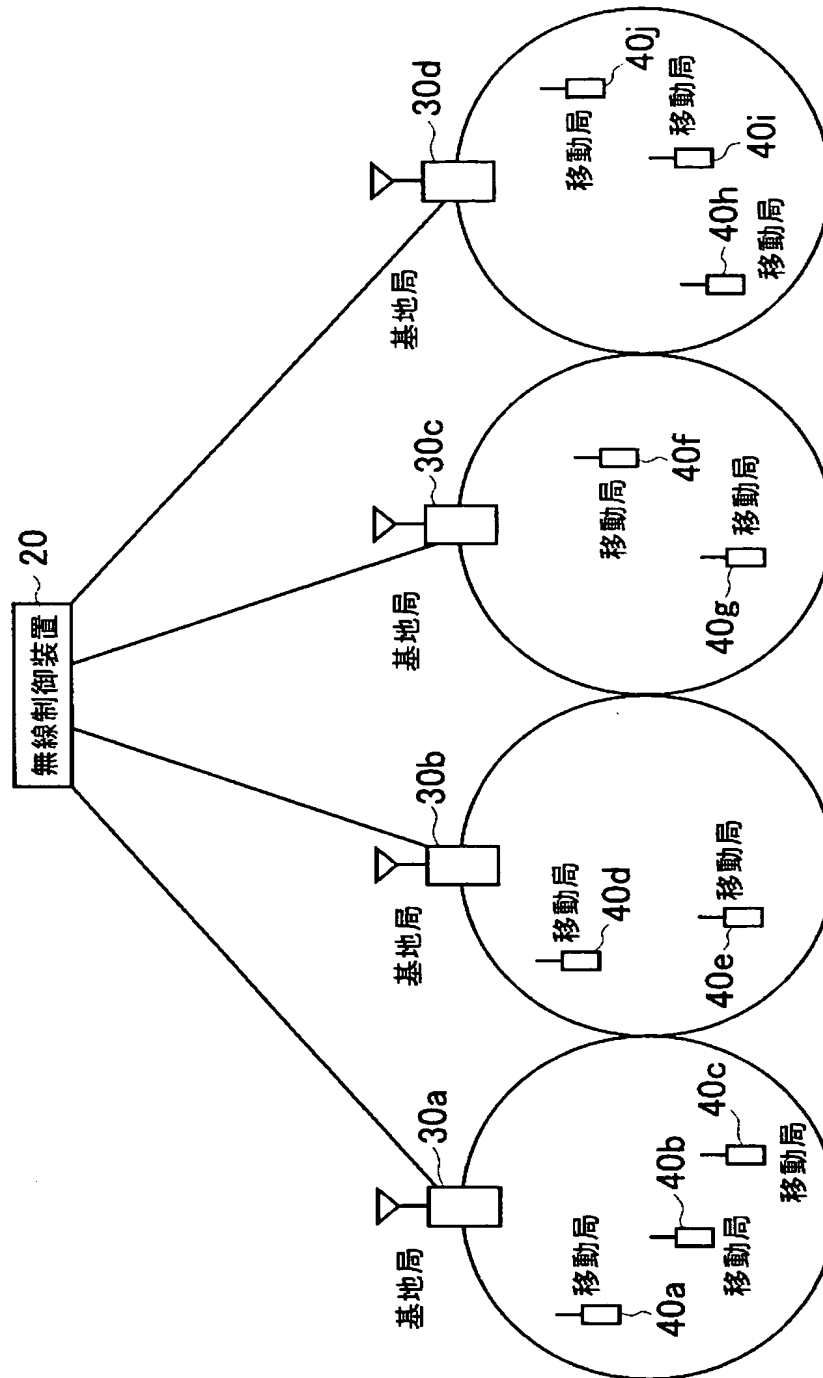 無線制御装置
20
基地局
30a
基地局
30b
基地局
30c
基地局
30d
移動局
40a
移動局
40b
移動局
40c
移動局
40d
移動局
40e
移動局
40f
移動局
40g
移動局
40h
移動局
40i
移動局
40j